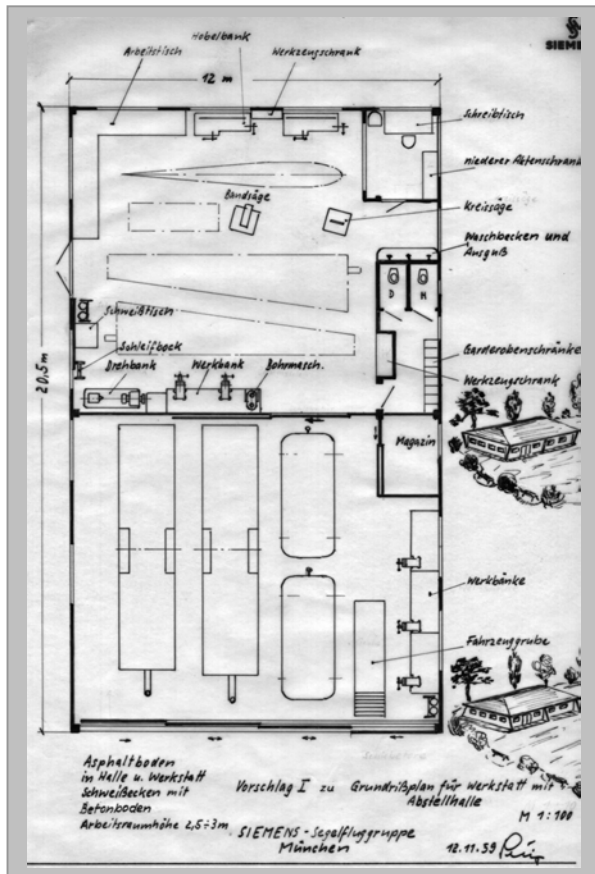 SIEMENS
Hobelbank
Arbeitstisch
Werkzeugschrank
12 m
Schreibtisch
niederer Aktenschrank
Bandsäge
Kreissäge
Waschbecken und
Ausguß
D
H
Schweißtisch
Schleifbock
Garderobenschränke
Drehbank
Werkbank
Bohrmasch.
Werkzeugschrank
20,5 m
Magazin
Werkbänke
Fahrzeuggrube
Asphaltboden
in Halle u. Werkstatt
Schweißecken mit
Betonboden
Arbeitsraumhöhe 2,5÷3m
Vorschlag I zu Grundrißplan für Werkstatt mit
Abstellhalle
M 1:100
SIEMENS - Segelfluggruppe
München
12.11.59